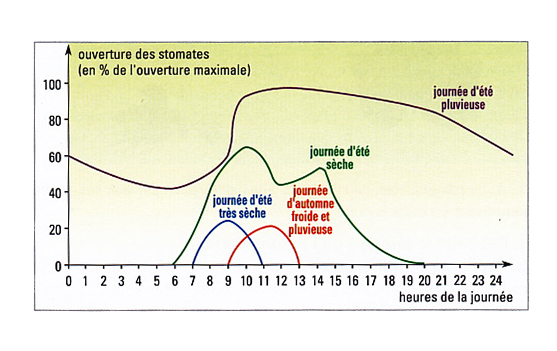 ouverture des stomates
(en % de l'ouverture maximale)
100
80
60
40
20
0
journée d'été
pluvieuse
journée d'été
sèche
journée d'été
très sèche
journée
d'automne
froide et
pluvieuse
0 1 2 3 4 5 6 7 8 9 10 11 12 13 14 15 16 17 18 19 20 21 22 23 24
heures de la journée